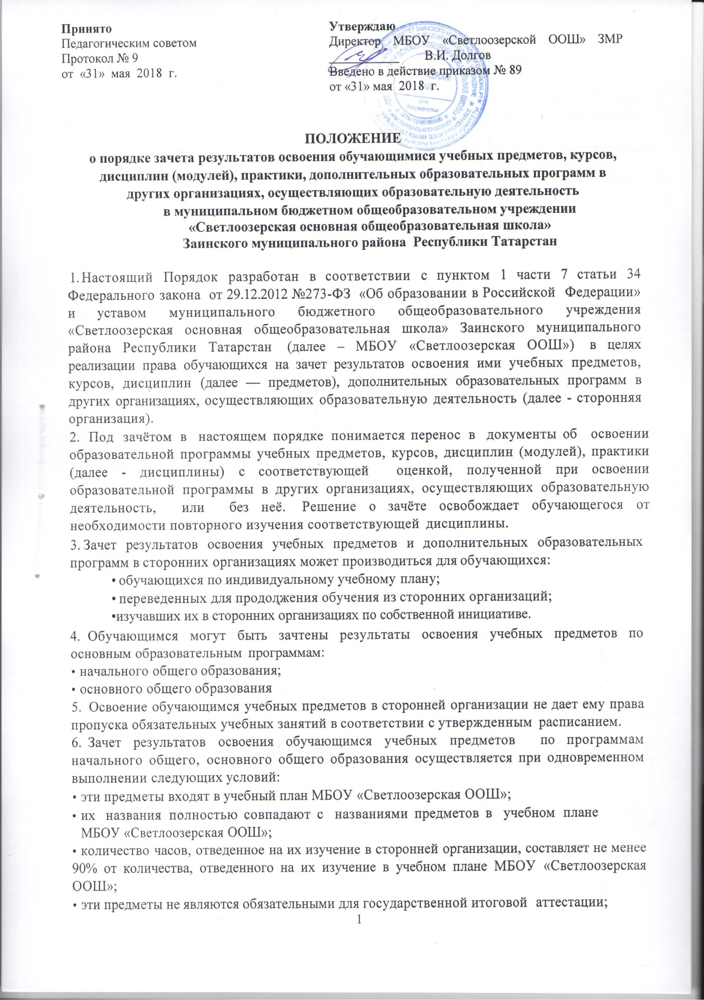 Принято
Педагогическим советом
Протокол № 9
от «31» мая 2018 г.
Утверждаю
Директор МБОУ «Светлоозерской ООШ» ЗМР
В.И. Долгов
Введено в действие приказом № 89
от «31» мая 2018 г.
ПОЛОЖЕНИЕ
о порядке зачета результатов освоения обучающимися учебных предметов, курсов,
дисциплин (модулей), практики, дополнительных образовательных программ в
других организациях, осуществляющих образовательную деятельность
в муниципальном бюджетном общеобразовательном учреждении
«Светлоозерская основная общеобразовательная школа»
Заинского муниципального района Республики Татарстан
1. Настоящий Порядок разработан в соответствии с пунктом 1 части 7 статьи 34
Федерального закона от 29.12.2012 №273-ФЗ «Об образовании в Российской Федерации»
и уставом муниципального бюджетного общеобразовательного учреждения
«Светлоозерская основная общеобразовательная школа» Заинского муниципального
района Республики Татарстан (далее – МБОУ «Светлоозерская ООШ») в целях
реализации права обучающихся на зачет результатов освоения ими учебных предметов,
курсов, дисциплин (далее — предметов), дополнительных образовательных программ в
других организациях, осуществляющих образовательную деятельность (далее - сторонняя
организация).
2. Под зачётом в настоящем порядке понимается перенос в документы об освоении
образовательной программы учебных предметов, курсов, дисциплин (модулей), практики
(далее - дисциплины) с соответствующей оценкой, полученной при освоении
образовательной программы в других организациях, осуществляющих образовательную
деятельность, или без неё. Решение о зачёте освобождает обучающегося от
необходимости повторного изучения соответствующей дисциплины.
3. Зачет результатов освоения учебных предметов и дополнительных образовательных
программ в сторонних организациях может производиться для обучающихся:
• обучающихся по индивидуальному учебному плану;
• переведенных для продолжения обучения из сторонних организаций;
•изучавших их в сторонних организациях по собственной инициативе.
4. Обучающимся могут быть зачтены результаты освоения учебных предметов по
основным образовательным программам:
• начального общего образования;
• основного общего образования
5. Освоение обучающимся учебных предметов в сторонней организации не дает ему права
пропуска обязательных учебных занятий в соответствии с утвержденным расписанием.
6. Зачет результатов освоения обучающимся учебных предметов по программам
начального общего, основного общего образования осуществляется при одновременном
выполнении следующих условий:
• эти предметы входят в учебный план МБОУ «Светлоозерская ООШ»;
• их названия полностью совпадают с названиями предметов в учебном плане
МБОУ «Светлоозерская ООШ»;
• количество часов, отведенное на их изучение в сторонней организации, составляет не менее
90% от количества, отведенного на их изучение в учебном плане МБОУ «Светлоозерская
ООШ»;
• эти предметы не являются обязательными для государственной итоговой аттестации;
1